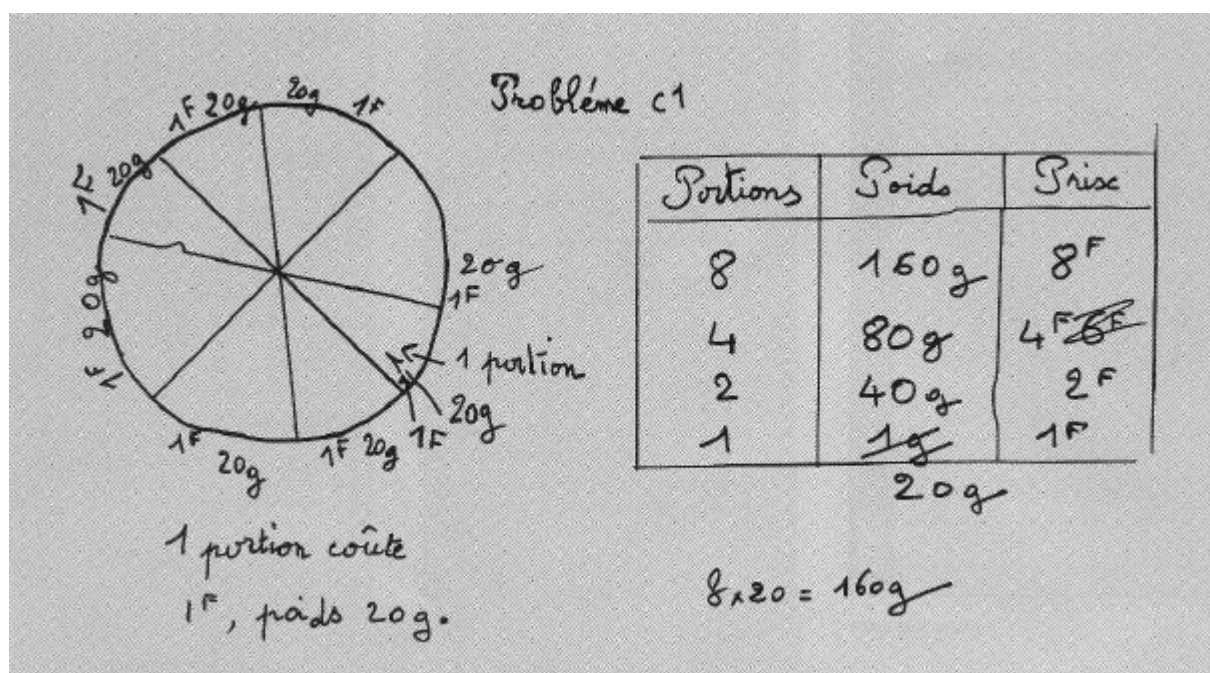 Probléme c1
20g 1F
1F 20g
1F 20g
20g 1F
1F 20g
1F 20g
20g 1F
1 portion
20g
1F
Portions Poids Prix
8 160g 8F
4 80g 4F 6F
2 40g 2F
1 1g 1F
20g
1 portion coûte
1F, poids 20g.
8x20 = 160g